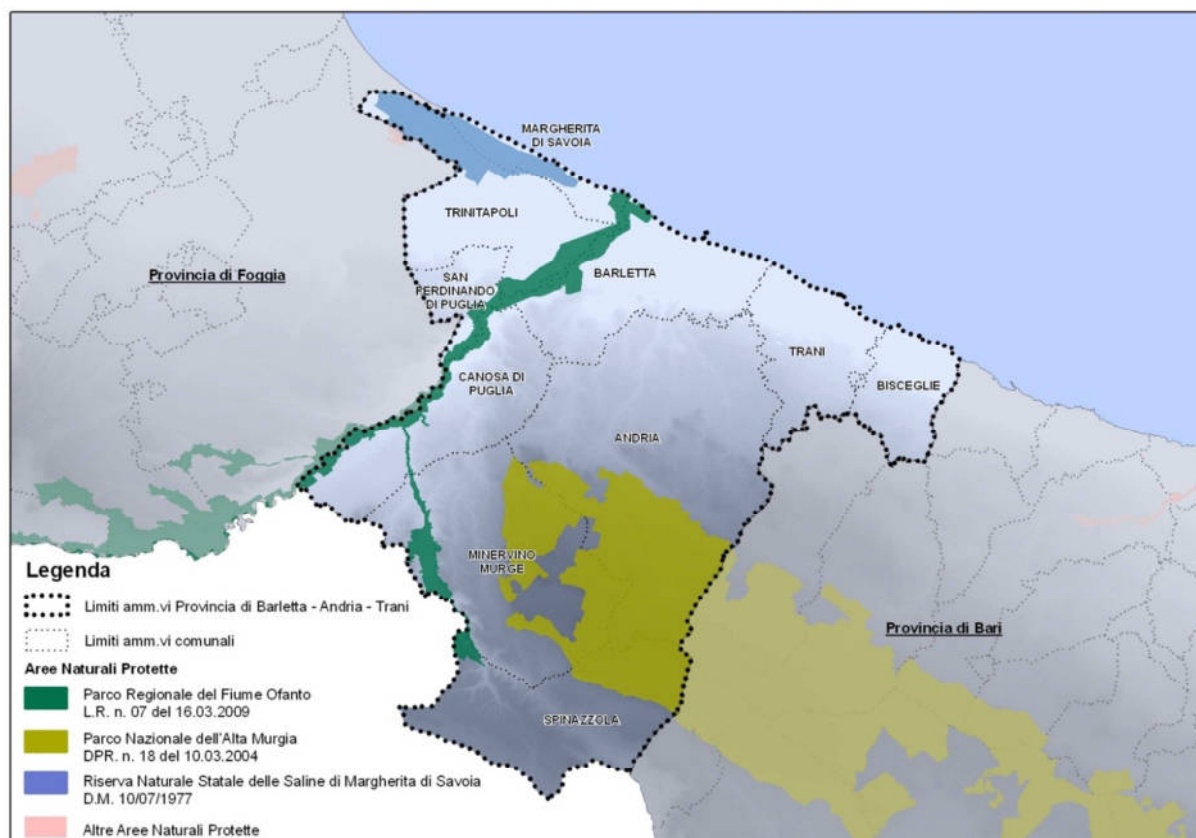 MARGHERITA
DI SAVOIA
TRINITAPOLI
Provincia di Foggia
SAN
FERDINANDO
DI PUGLIA
BARLETTA
TRANI
CANOSA DI
PUGLIA
BISCEGLIE
ANDRIA
MINERVINO
MURGE
Provincia di Bari
SPINAZZOLA
Legenda
Limiti amm.vi Provincia di Barletta - Andria - Trani
Limiti amm.vi comunali
Aree Naturali Protette
Parco Regionale del Fiume Ofanto
L.R. n. 07 del 16.03.2009
Parco Nazionale dell'Alta Murgia
DPR. n. 18 del 10.03.2004
Riserva Naturale Statale delle Saline di Margherita di Savoia
D.M. 10/07/1977
Altre Aree Naturali Protette